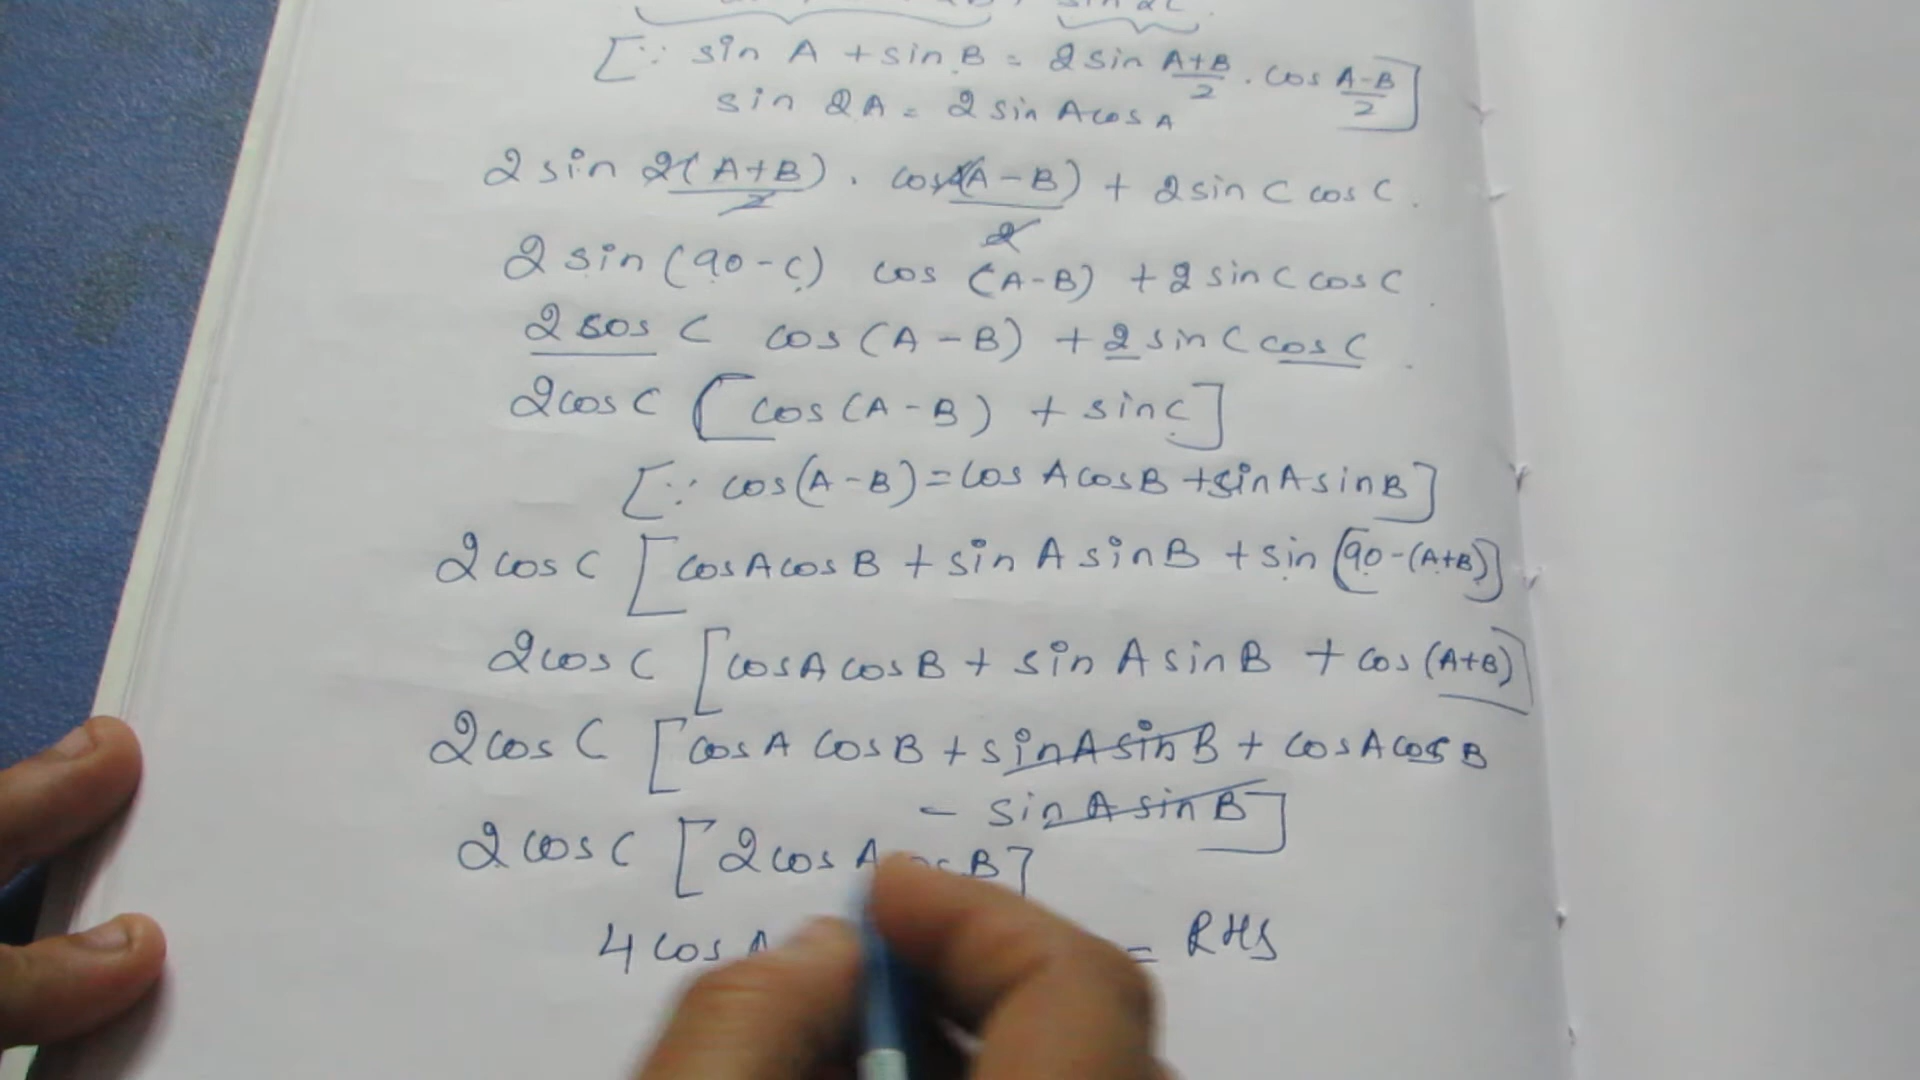 sin 2C
[∵ sin A + sin B = 2 sin A+B/2 . cos A-B/2]
sin 2A = 2 sin A cos A
2 sin 2(A+B)/2 . cos 2(A-B)/2 + 2 sin C cos C.
2 sin (90-C) cos (A-B) + 2 sin C cos C
2 cos C cos (A-B) + 2 sin C cos C
2 cos C [cos (A-B) + sin C]
[∵ cos(A-B) = cos A cos B + sin A sin B]
2 cos C [cos A cos B + sin A sin B + sin [90-(A+B)]
2 cos C [cos A cos B + sin A sin B + cos (A+B)]
2 cos C [cos A cos B + sin A sin B + cos A cos B
- sin A sin B]
2 cos C [2 cos A B]
4 cos A = RHS